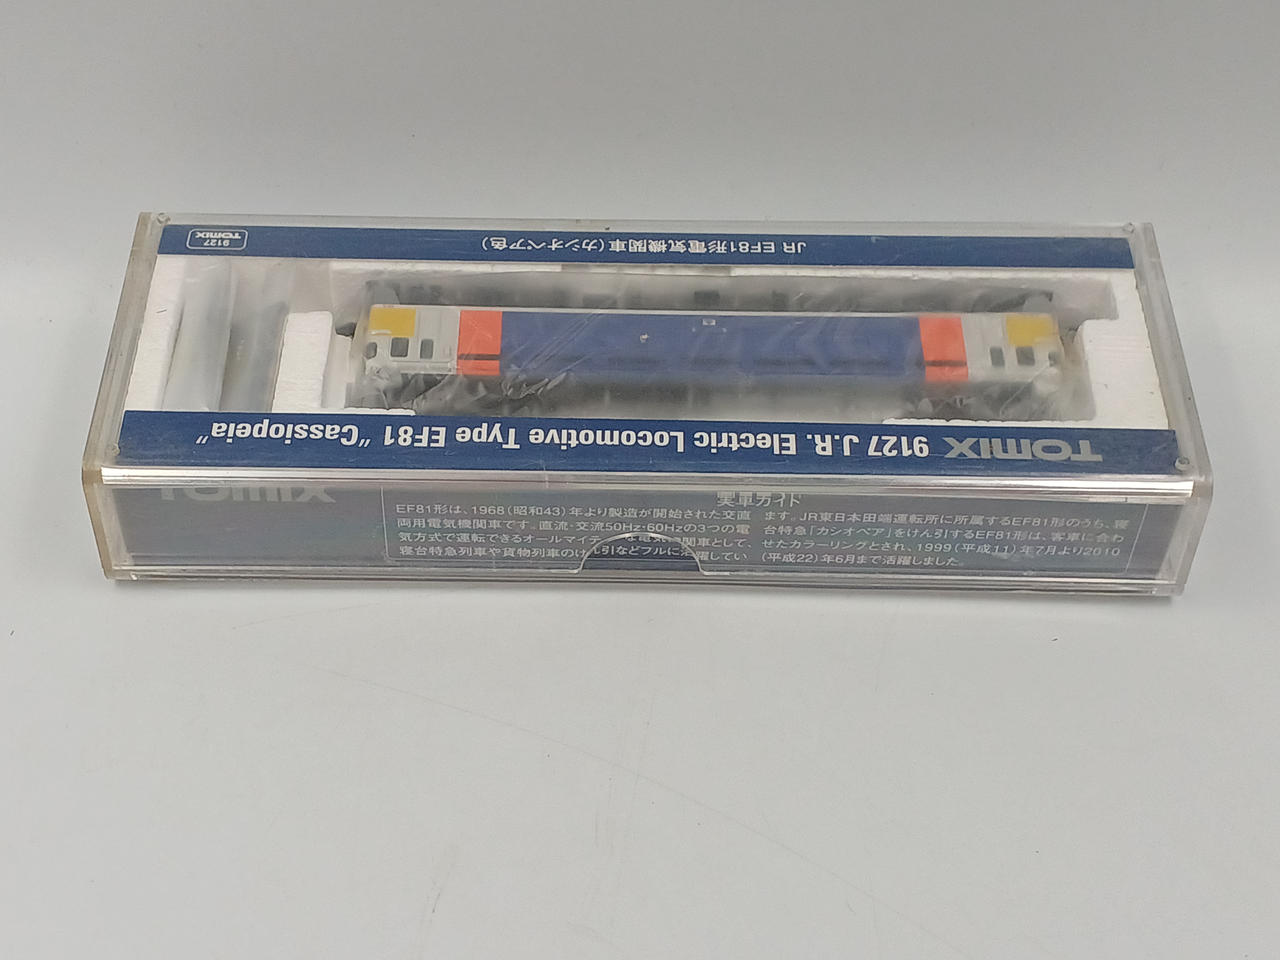 JR EF81形電気機関車(カシオペア色)
9127
TOMIX
TOMIX 9127 J.R. Electric Locomotive Type EF81 "Cassiopeia"
TOMIX
実車ガイド
EF81形は、1968(昭和43)年より製造が開始された交直
両用電気機関車です。直流・交流50Hz・60Hzの3つの電
気方式で運転できるオールマイティな電気機関車として、
寝台特急列車や貨物列車のけん引などフルに活躍してい
ます。JR東日本田端運転所に所属するEF81形のうち、寝
台特急「カシオペア」をけん引するEF81形は、客車に合わ
せたカラーリングとされ、1999(平成11)年7月より2010
(平成22)年6月まで活躍しました。